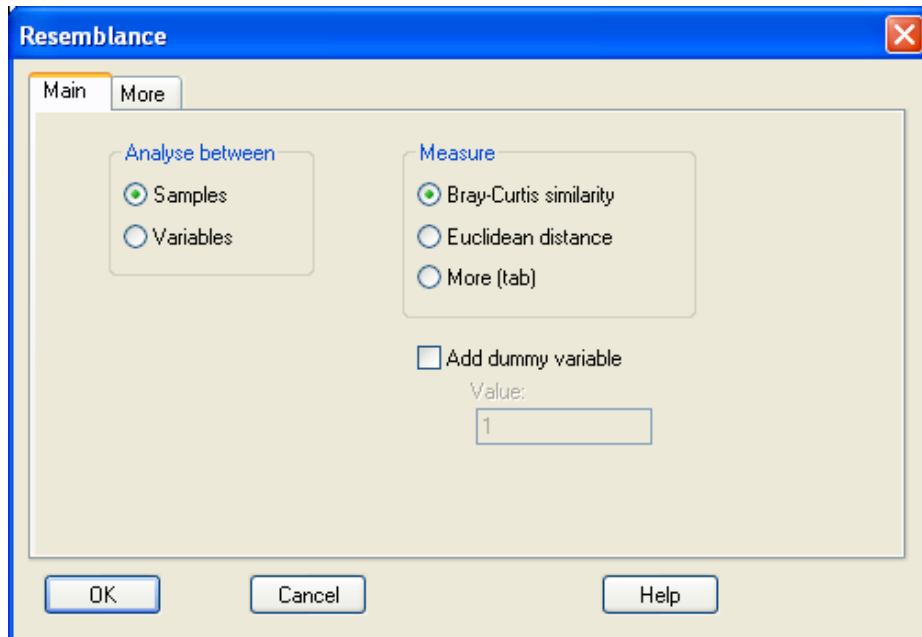 Resemblance
Main
More
Analyse between
Samples
Variables
Measure
Bray-Curtis similarity
Euclidean distance
More (tab)
Add dummy variable
Value:
1
OK
Cancel
Help